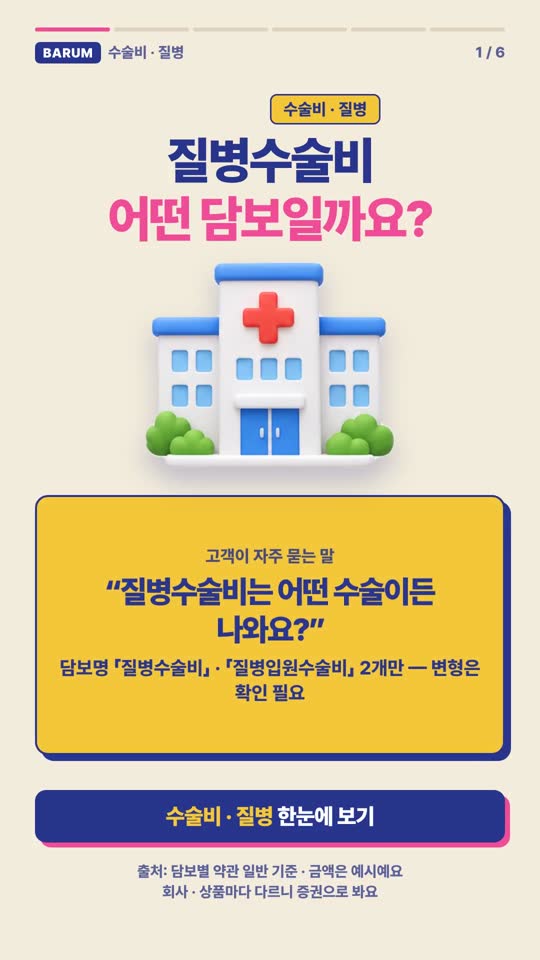 BARUM 수술비 · 질병 1 / 6
수술비 · 질병
질병수술비
어떤 담보일까요?
고객이 자주 묻는 말
“질병수술비는 어떤 수술이든
나와요?”
담보명 「질병수술비」 · 「질병입원수술비」 2개만 — 변형은
확인 필요
수술비 · 질병 한눈에 보기
출처: 담보별 약관 일반 기준 · 금액은 예시예요
회사 · 상품마다 다르니 증권으로 봐요